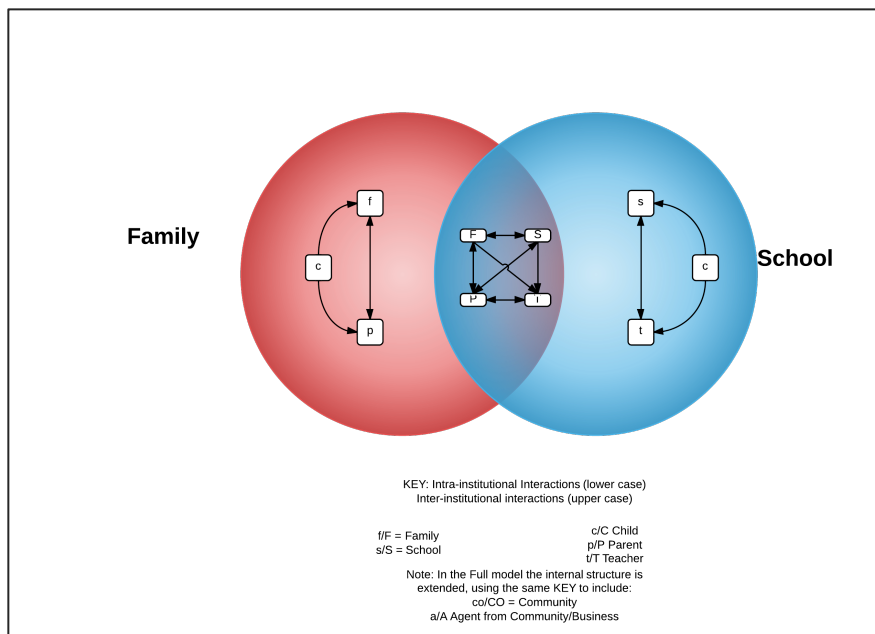 Family
School
f
c
p
F
S
P
T
s
c
t
KEY: Intra-institutional Interactions (lower case)
Inter-institutional interactions (upper case)
f/F = Family
s/S = School
c/C Child
p/P Parent
t/T Teacher
Note: In the Full model the internal structure is
extended, using the same KEY to include:
co/CO = Community
a/A Agent from Community/Business